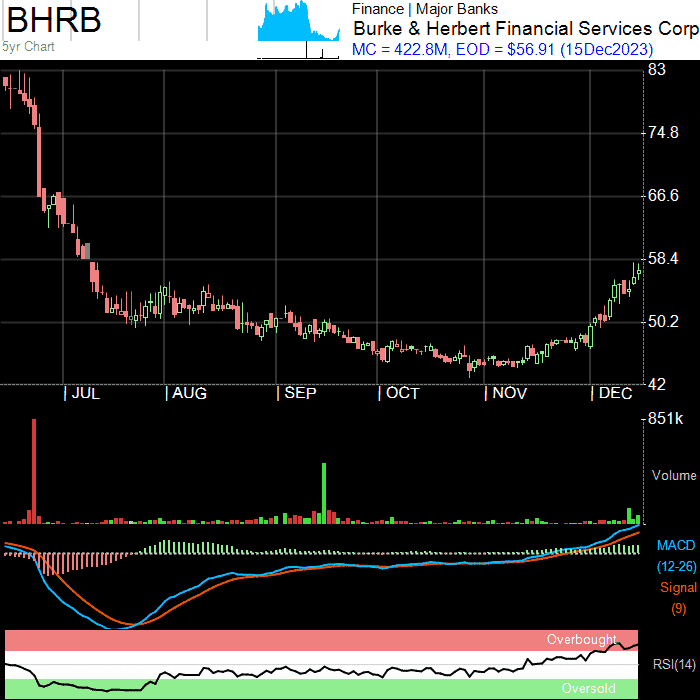 BHRB
5yr Chart
Finance | Major Banks
Burke & Herbert Financial Services Corp
MC = 422.8M, EOD = $56.91 (15Dec2023)
83
74.8
66.6
58.4
50.2
42
| JUL | AUG | SEP | OCT | NOV | DEC
851k
Volume
MACD
(12-26)
Signal
(9)
Overbought
RSI(14)
Oversold